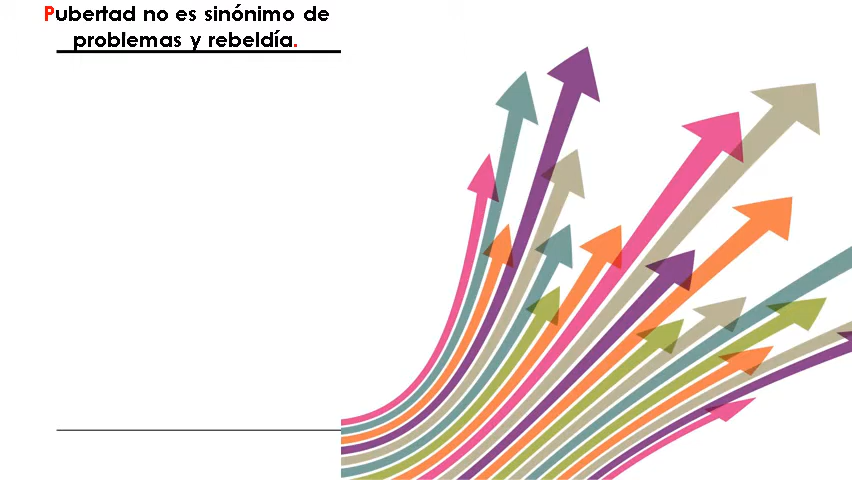 Pubertad no es sinónimo de
problemas y rebeldía.